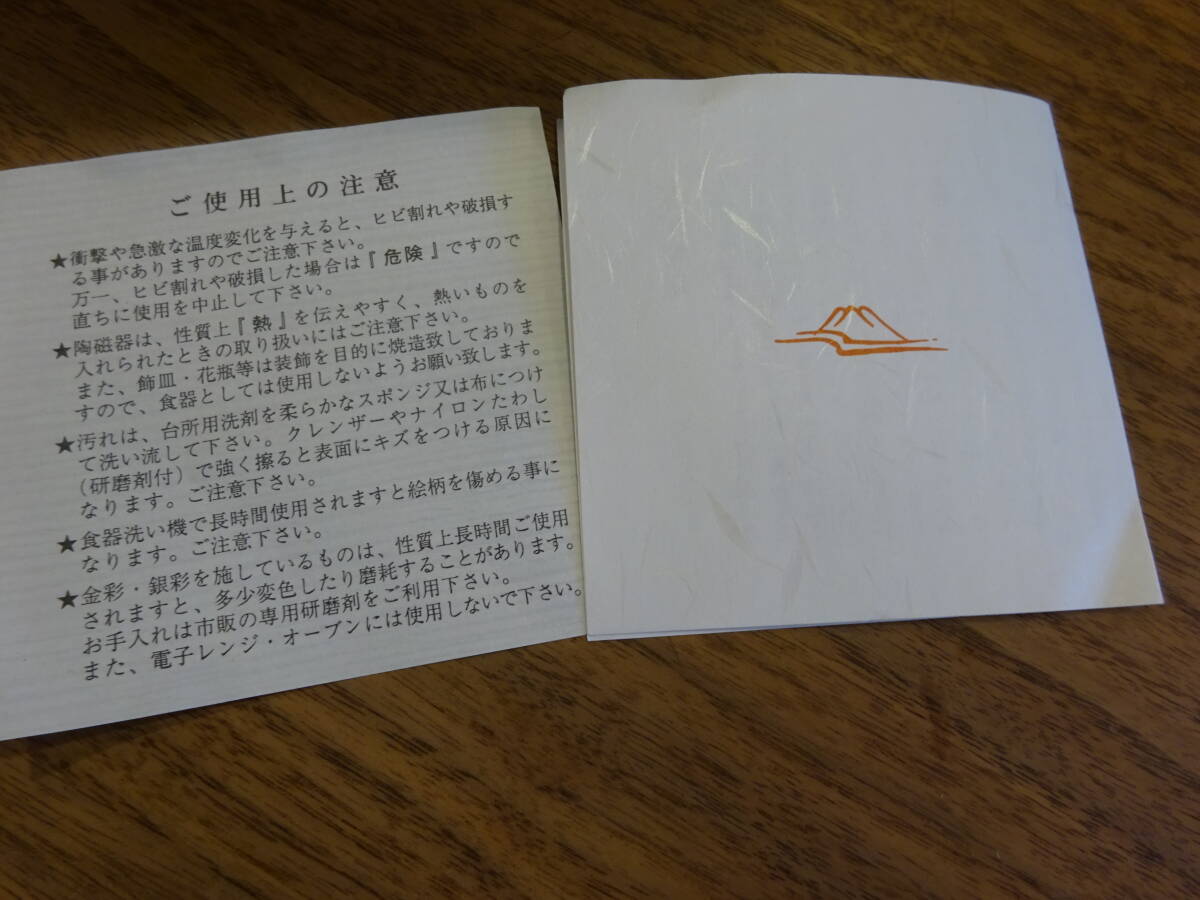 ご使用上の注意
★衝撃や急激な温度変化を与えると、ヒビ割れや破損す
る事がありますのでご注意下さい。
万一、ヒビ割れや破損した場合は『危険』ですので
直ちに使用を中止して下さい。
★陶磁器は、性質上『熱』を伝えやすく、熱いものを
入れられたときの取り扱いにはご注意下さい。
また、飾皿・花瓶等は装飾を目的に焼造致しておりま
すので、食器としては使用しないようお願い致します。
★汚れは、台所用洗剤を柔らかなスポンジ又は布につけ
て洗い流して下さい。クレンザーやナイロンたわし
（研磨剤付）で強く擦ると表面にキズをつける原因に
なります。ご注意下さい。
★食器洗い機で長時間使用されますと絵柄を傷める事に
なります。ご注意下さい。
★金彩・銀彩を施しているものは、性質上長時間ご使用
されますと、多少変色したり磨耗することがあります。
お手入れは市販の専用研磨剤をご利用下さい。
また、電子レンジ・オーブンには使用しないで下さい。